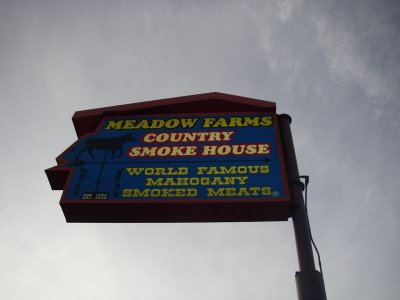 MEADOW FARMS
COUNTRY
SMOKE HOUSE
WORLD FAMOUS
MAHOGANY
SMOKED MEATS®